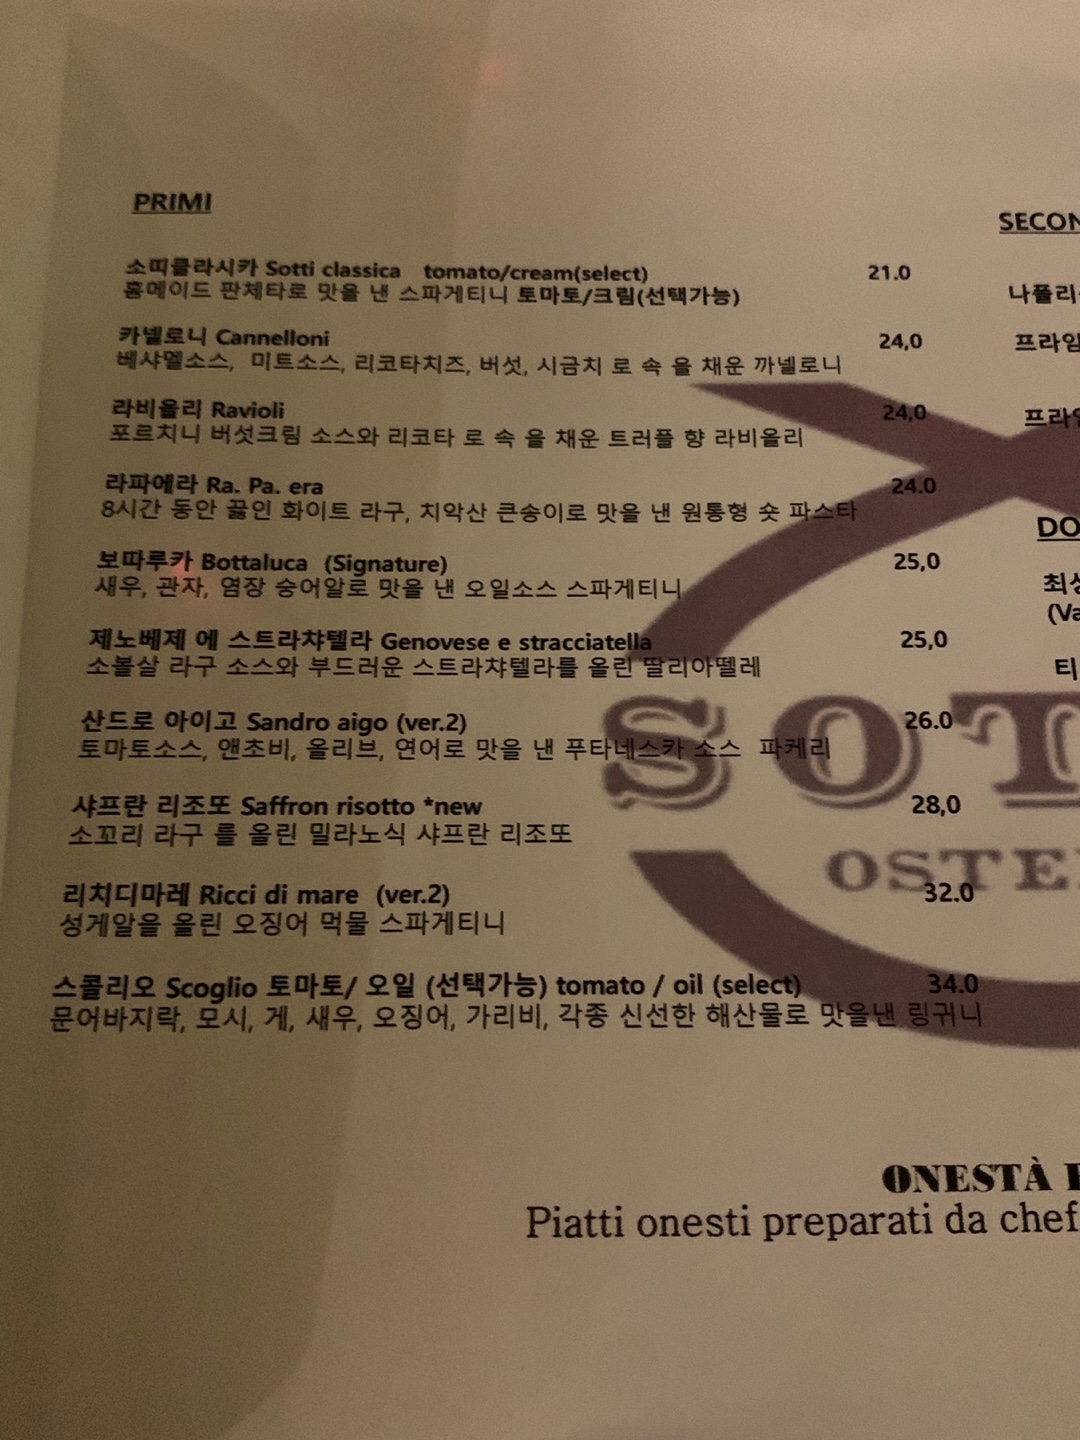 PRIMI
소띠클라시카 Sotti classica tomato/cream(select) 21.0
홈메이드 판체타로 맛을 낸 스파게티니 토마토/크림(선택가능)
카넬로니 Cannelloni 24,0
베샤멜소스, 미트소스, 리코타치즈, 버섯, 시금치 로 속 을 채운 까넬로니
라비올리 Ravioli 24,0
포르치니 버섯크림 소스와 리코타 로 속 을 채운 트러플 향 라비올리
라파에라 Ra. Pa. era 24.0
8시간 동안 끓인 화이트 라구, 치악산 큰송이로 맛을 낸 원통형 숏 파스타
보따루카 Bottaluca (Signature) 25,0
새우, 관자, 염장 숭어알로 맛을 낸 오일소스 스파게티니
제노베제 에 스트라챠텔라 Genovese e stracciatella 25,0
소볼살 라구 소스와 부드러운 스트라챠텔라를 올린 딸리아뗄레
산드로 아이고 Sandro aigo (ver.2) 26.0
토마토소스, 앤초비, 올리브, 연어로 맛을 낸 푸타네스카 소스 파케리
샤프란 리조또 Saffron risotto *new 28,0
소꼬리 라구 를 올린 밀라노식 샤프란 리조또
리치디마레 Ricci di mare (ver.2) 32.0
성게알을 올린 오징어 먹물 스파게티니
스콜리오 Scoglio 토마토/ 오일 (선택가능) tomato / oil (select) 34.0
문어바지락, 모시, 게, 새우, 오징어, 가리비, 각종 신선한 해산물로 맛을낸 링귀니
SECON
나폴리
프라임
프라임
DO
최상
(Va
티
SOT
OSTE
ONESTÀ
Piatti onesti preparati da chef